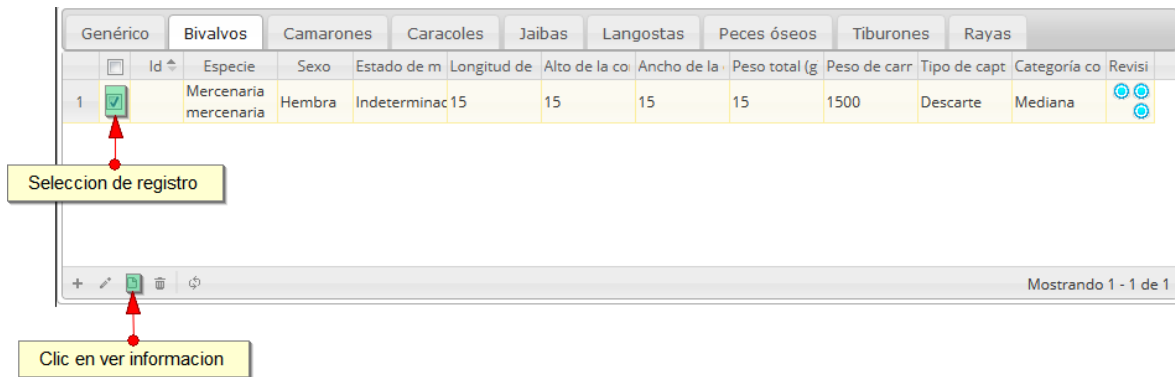 Genérico Bivalvos Camarones Caracoles Jaibas Langostas Peces óseos Tiburones Rayas
Id Especie Sexo Estado de m Longitud de Alto de la co Ancho de la Peso total (g Peso de carr Tipo de capt Categoría co Revisi
1 Mercenaria mercenaria Hembra Indeterminac 15 15 15 15 1500 Descarte Mediana
Seleccion de registro
Mostrando 1 - 1 de 1
Clic en ver informacion